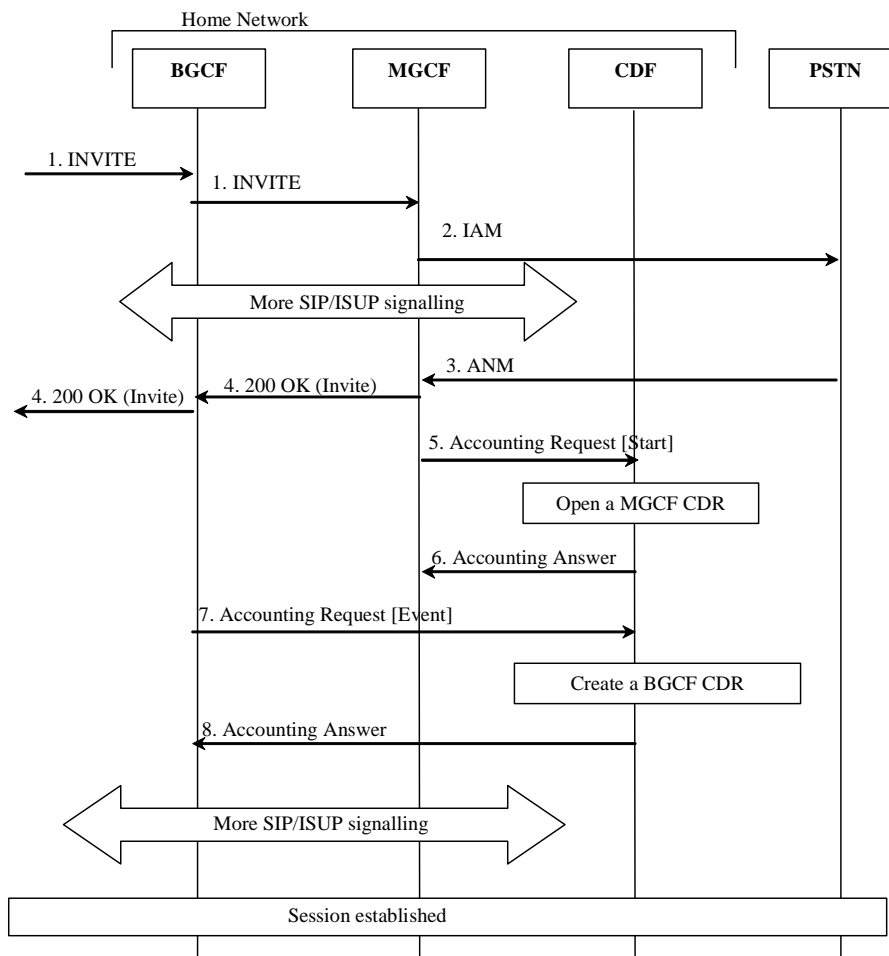 Home Network
BGCF
MGCF
CDF
PSTN
1. INVITE
1. INVITE
2. IAM
More SIP/ISUP signalling
3. ANM
4. 200 OK (Invite)
4. 200 OK (Invite)
5. Accounting Request [Start]
Open a MGCF CDR
6. Accounting Answer
7. Accounting Request [Event]
Create a BGCF CDR
8. Accounting Answer
More SIP/ISUP signalling
Session established